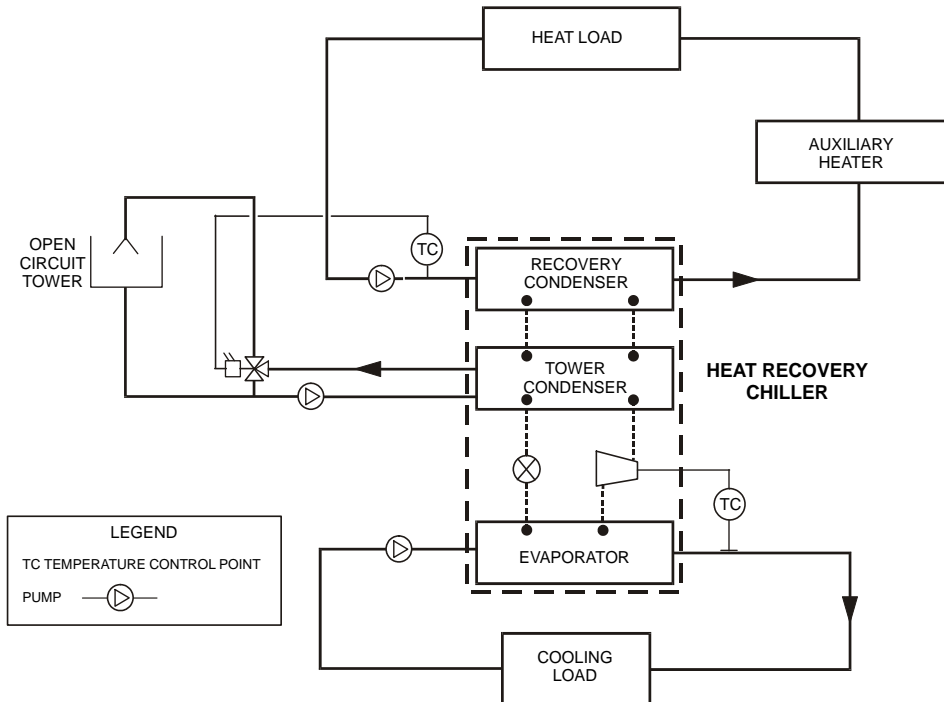 HEAT LOAD
AUXILIARY
HEATER
OPEN
CIRCUIT
TOWER
TC
RECOVERY
CONDENSER
TOWER
CONDENSER
HEAT RECOVERY
CHILLER
TC
EVAPORATOR
LEGEND
TC TEMPERATURE CONTROL POINT
PUMP
COOLING
LOAD